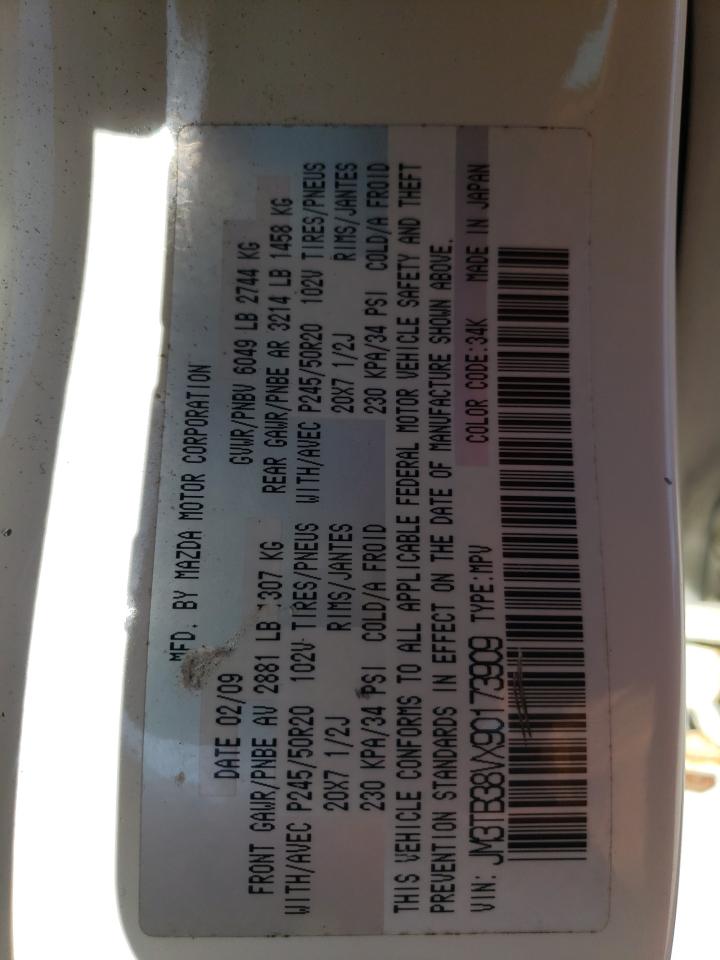 MFD. BY MAZDA MOTOR CORPORATION
DATE 02/09 GVWR/PNBV 6049 LB 2744 KG
FRONT GAWR/PNBE AV 2881 LB 1307 KG REAR GAWR/PNBE AR 3214 LB 1458 KG
WITH/AVEC P245/50R20 102V TIRES/PNEUS WITH/AVEC P245/50R20 102V TIRES/PNEUS
20X7 1/2J RIMS/JANTES 20X7 1/2J RIMS/JANTES
230 KPA/34 PSI COLD/A FROID 230 KPA/34 PSI COLD/A FROID
THIS VEHICLE CONFORMS TO ALL APPLICABLE FEDERAL MOTOR VEHICLE SAFETY AND THEFT
PREVENTION STANDARDS IN EFFECT ON THE DATE OF MANUFACTURE SHOWN ABOVE.
VIN: JM3TB38VX90173909 TYPE:MPV COLOR CODE:34K MADE IN JAPAN